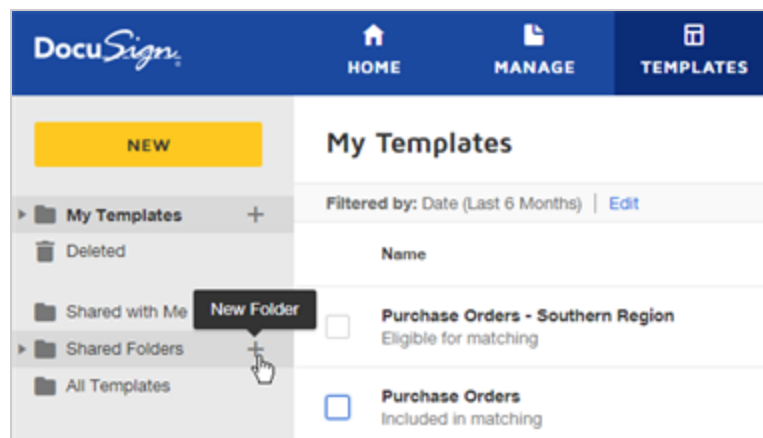 DocuSign
HOME
MANAGE
TEMPLATES
NEW
My Templates
Deleted
Shared with Me
New Folder
Shared Folders
All Templates
My Templates
Filtered by: Date (Last 6 Months) | Edit
Name
Purchase Orders - Southern Region
Eligible for matching
Purchase Orders
Included in matching